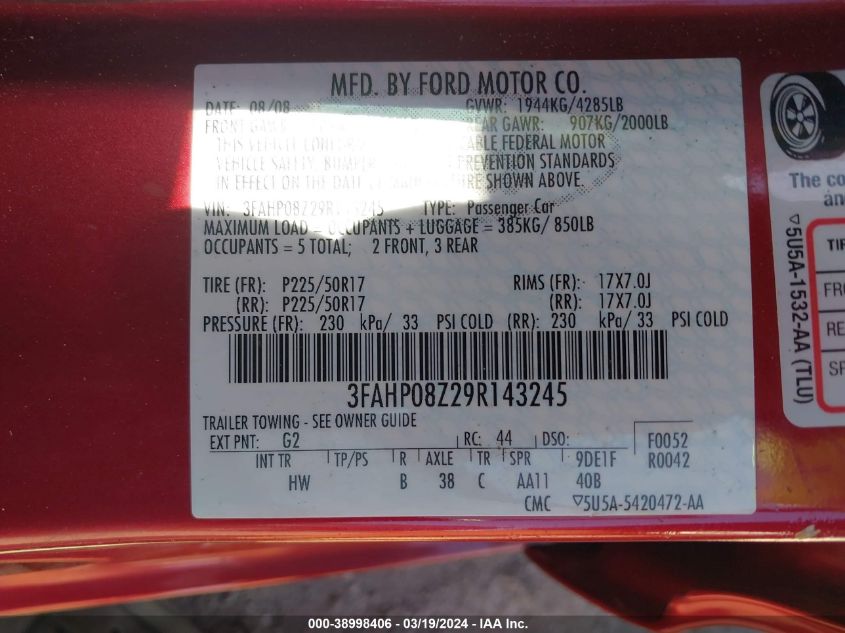 MFD. BY FORD MOTOR CO.
DATE: 08/08 GVWR: 1944KG/4285LB
FRONT GAWR: REAR GAWR: 907KG/2000LB
THIS VEHICLE CABLE FEDERAL MOTOR
VEHICLE SAFETY, BUMPER PREVENTION STANDARDS
IN EFFECT ON THE DATE SHOWN ABOVE.
VIN: 3FAHP08Z29R143245 TYPE: Passenger Car
MAXIMUM LOAD = OCCUPANTS + LUGGAGE = 385KG/ 850LB
OCCUPANTS = 5 TOTAL; 2 FRONT, 3 REAR
TIRE (FR): P225/50R17 RIMS (FR): 17X7.0J
(RR): P225/50R17 (RR): 17X7.0J
PRESSURE (FR): 230 kPa/ 33 PSI COLD (RR): 230 kPa/ 33 PSI COLD
3FAHP08Z29R143245
TRAILER TOWING - SEE OWNER GUIDE
EXT PNT: G2 RC: 44 DSO: F0052
INT TR TP/PS R AXLE TR SPR 9DE1F R0042
HW B 38 C AA11 40B
CMC ▽5U5A-5420472-AA
The co
an
▽5U5A-1532-AA (TLU)
TIR
FRO
RE
SP
000-38998406 - 03/19/2024 - IAA Inc.